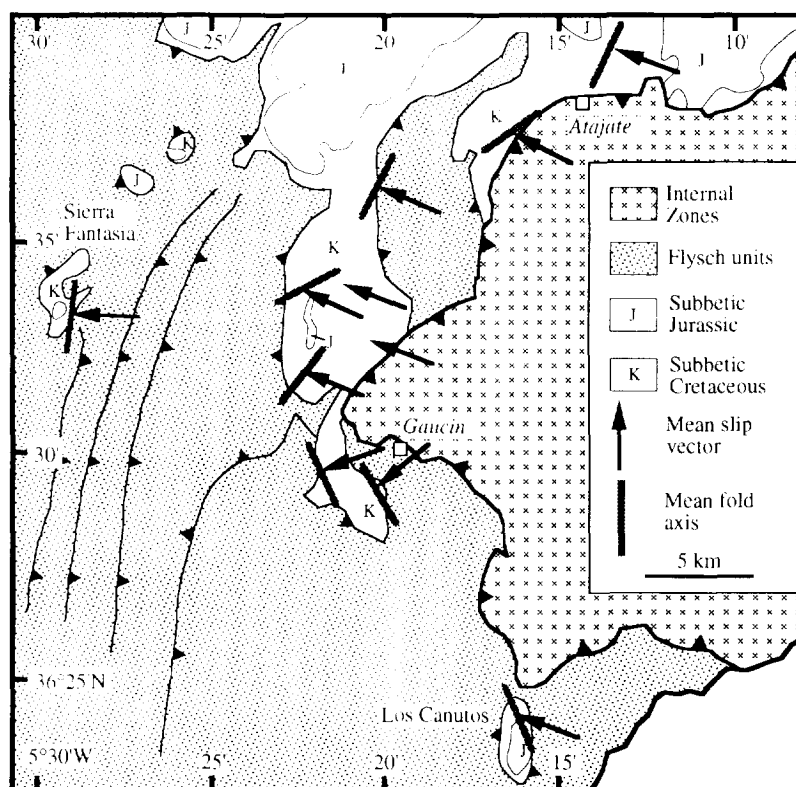 30' 25' 20' 15' 10'
J
J
J
J
K
K
Atajate
K
J
Sierra
Fantasia
35'
K
K
J
30'
Gaucin
K
36°25 N
Los Canutos
J
5°30'W 25' 20' 15'
Internal
Zones
Flysch units
J Subbetic
Jurassic
K Subbetic
Cretaceous
Mean slip
vector
Mean fold
axis
5 km